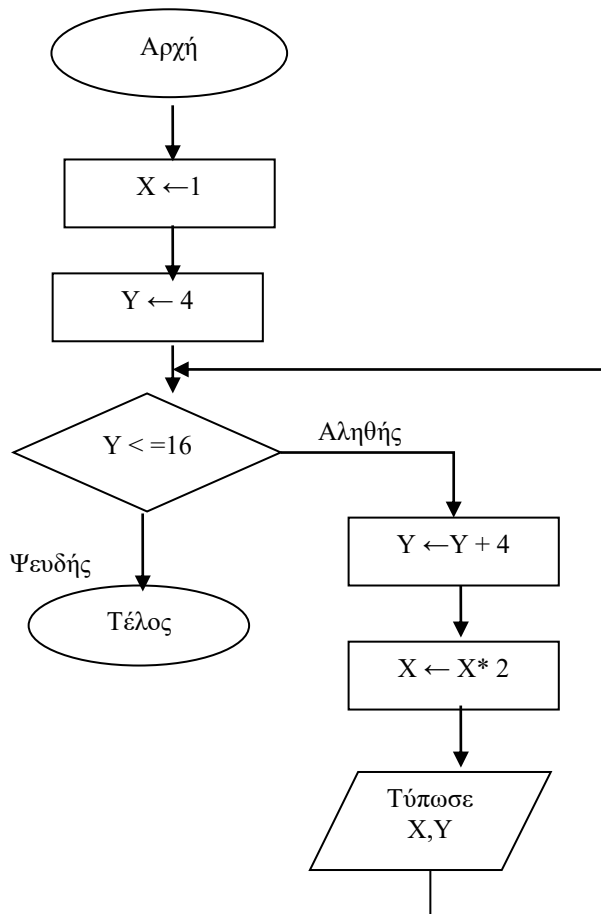 Αρχή
Χ ←1
Υ ← 4
Υ < =16
Αληθής
Ψευδής
Τέλος
Υ ←Υ + 4
Χ ← Χ* 2
Τύπωσε
Χ,Υ